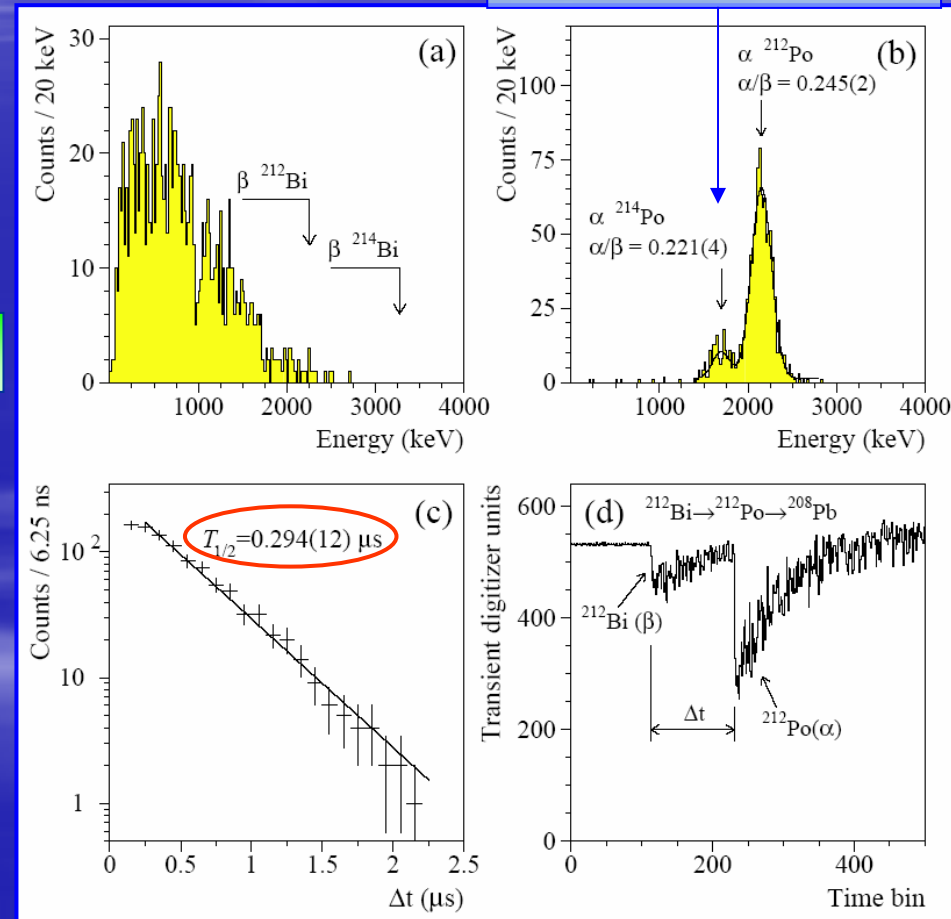 (a)
Counts / 20 keV
30
20
10
0
β ²¹²Bi
β ²¹⁴Bi
1000
2000
3000
4000
Energy (keV)
(b)
Counts / 20 keV
100
75
50
25
0
α ²¹²Po
α/β = 0.245(2)
α ²¹⁴Po
α/β = 0.221(4)
1000
2000
3000
4000
Energy (keV)
(c)
Counts / 6.25 ns
10²
10
1
T₁/₂=0.294(12) μs
0
0.5
1
1.5
2
2.5
Δt (μs)
(d)
Transient digitizer units
600
400
200
0
²¹²Bi→²¹²Po→²⁰⁸Pb
²¹²Bi (β)
Δt
²¹²Po(α)
0
200
400
Time bin